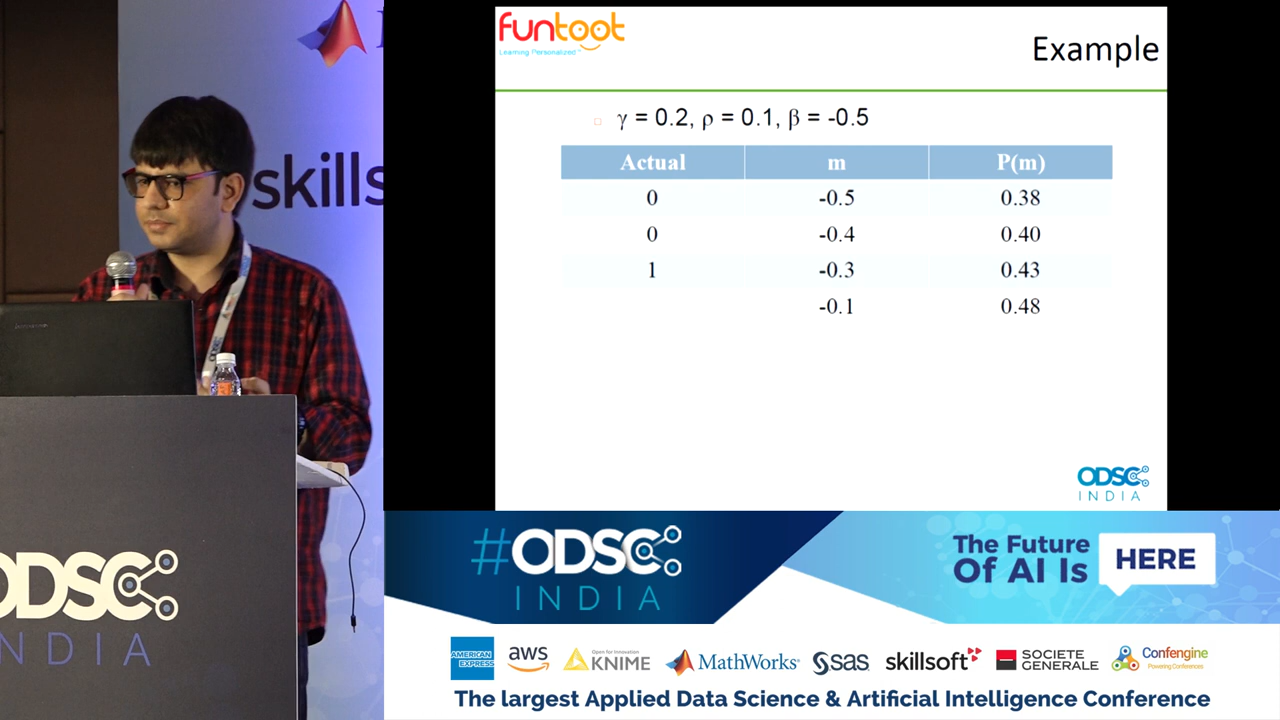 skills
ODSC
NDIA
funtoot
Learning Personalized
Example
γ = 0.2, ρ = 0.1, β = -0.5
Actual m P(m)
0 -0.5 0.38
0 -0.4 0.40
1 -0.3 0.43
-0.1 0.48
ODSC
INDIA
#ODSC
INDIA
The Future
Of AI Is
HERE
AMERICAN
EXPRESS
aws
Open for Innovation
KNIME
MathWorks®
sas
skillsoft
SOCIETE
GENERALE
Confengine
Powering Conferences
The largest Applied Data Science & Artificial Intelligence Conference